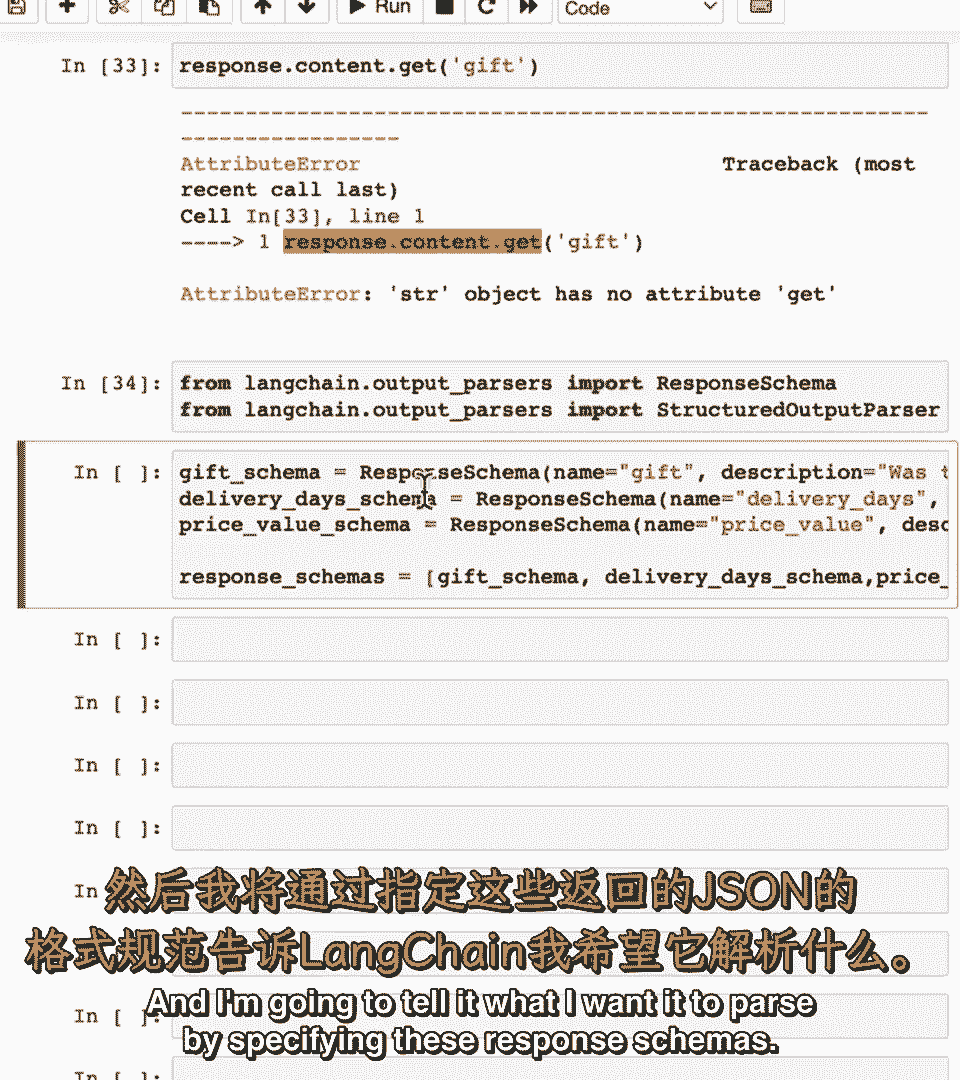 Run
Code
In [33]:
response.content.get('gift')
---------------------------------------------------------------------------
AttributeError Traceback (most
recent call last)
Cell In[33], line 1
----> 1 response.content.get('gift')
AttributeError: 'str' object has no attribute 'get'
In [34]:
from langchain.output_parsers import ResponseSchema
from langchain.output_parsers import StructuredOutputParser
In [ ]:
gift_schema = ResponseSchema(name="gift", description="Was t
delivery_days_schema = ResponseSchema(name="delivery_days",
price_value_schema = ResponseSchema(name="price_value", desc
response_schemas = [gift_schema, delivery_days_schema,price_
In [ ]:
In [ ]:
In [ ]:
In [ ]:
In
然后我将通过指定这些返回的JSON的
格式规范告诉LangChain我希望它解析什么。
In [ ]:
And I'm going to tell it what I want it to parse
by specifying these response schemas.
In [ ]: